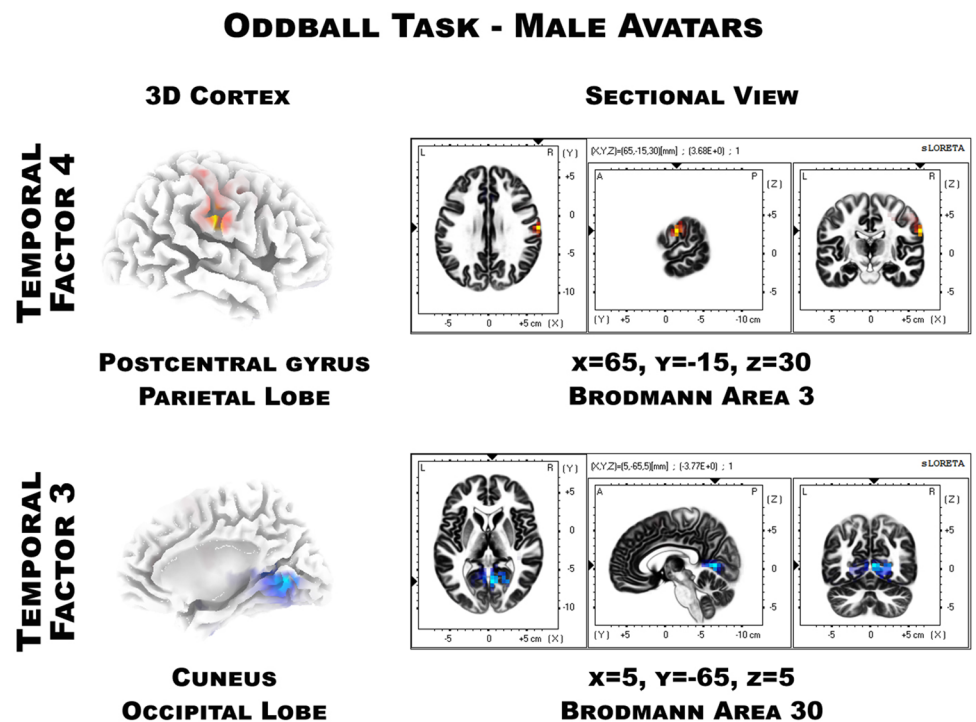 Oddball Task - Male Avatars
3D Cortex
Sectional View
Temporal
Factor 4
L R (Y)
+5
0
-5
-10
-5 0 +5 cm (X)
(X,Y,Z)=(65,-15,30)[mm] ; (3.68E+0) ; 1
sLORETA
A P (Z)
+5
0
-5
(Y) +5 0 -5 -10 cm
L R (Z)
+5
0
-5
-5 0 +5 cm (X)
Postcentral gyrus
Parietal Lobe
x=65, y=-15, z=30
Brodmann Area 3
Temporal
Factor 3
L R (Y)
+5
0
-5
-10
-5 0 +5 cm (X)
(X,Y,Z)=(5,-65,5)[mm] ; (-3.77E+0) ; 1
sLORETA
A P (Z)
+5
0
-5
(Y) +5 0 -5 -10 cm
L R (Z)
+5
0
-5
-5 0 +5 cm (X)
Cuneus
Occipital Lobe
x=5, y=-65, z=5
Brodmann Area 30